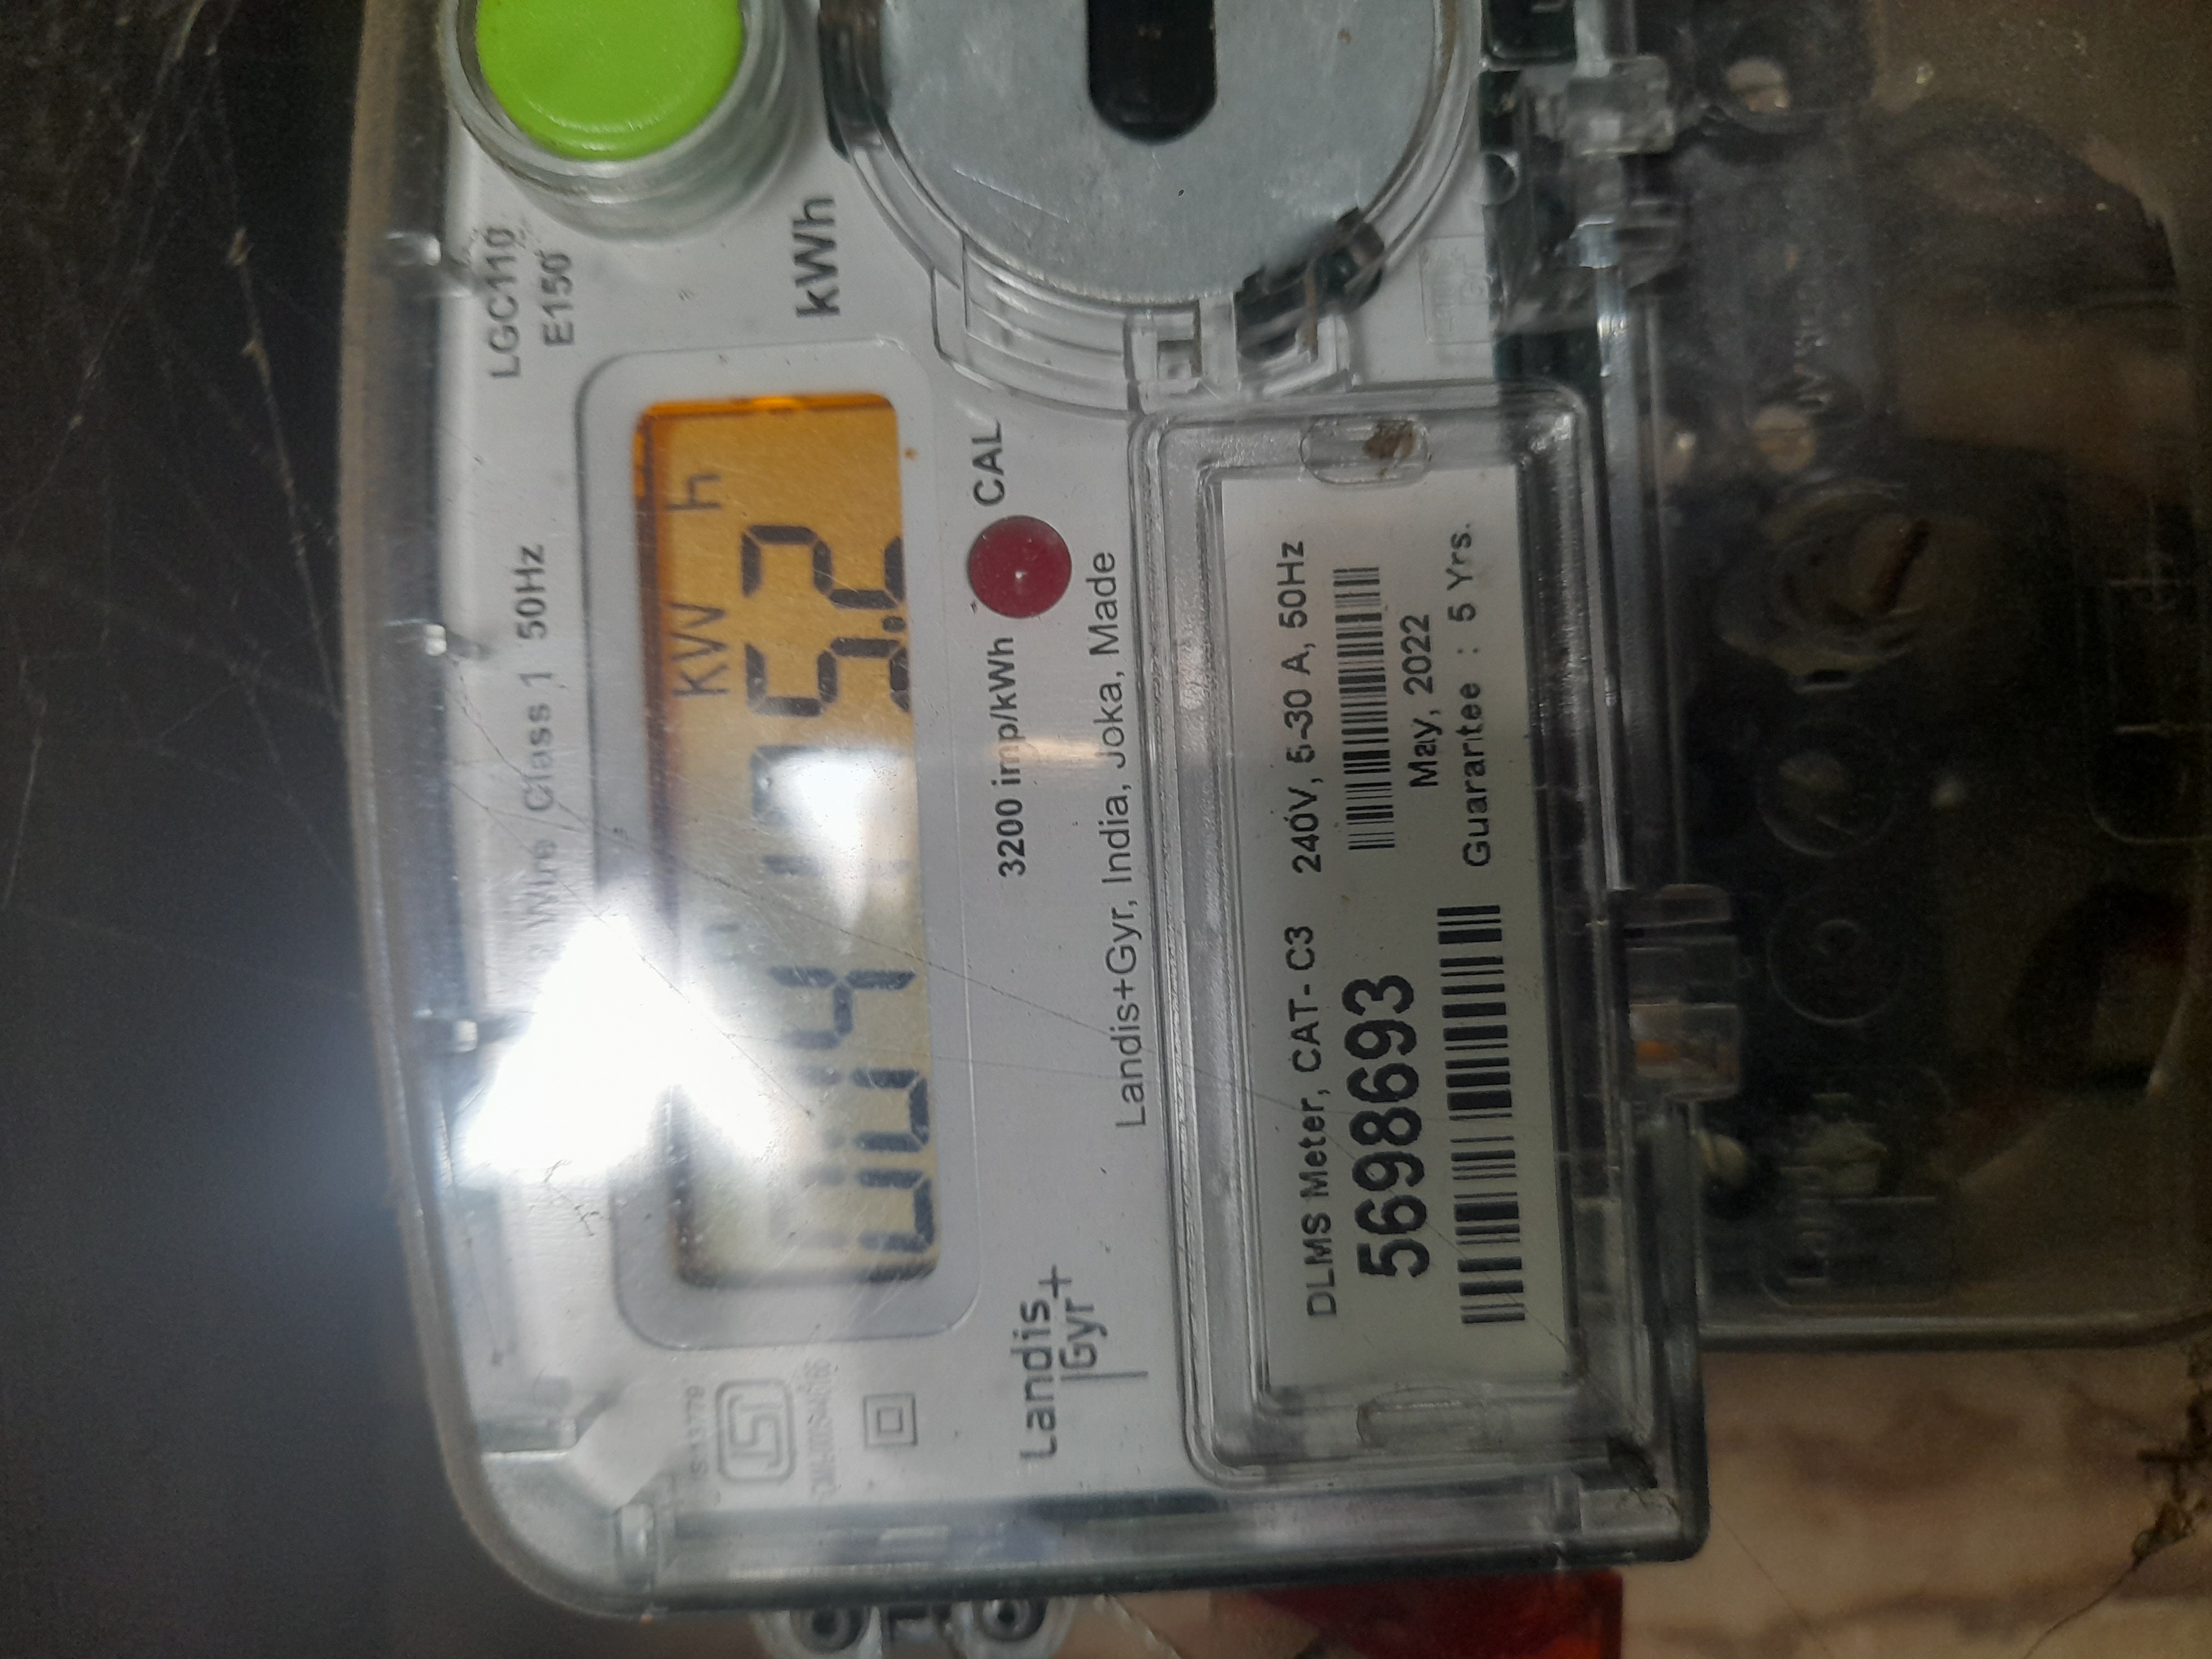 LGC110
E150
Wire Class 1 50Hz
kWh
KW h
3200 imp/kWh CAL
Landis+Gyr, India, Joka, Made
Landis
|Gyr+
DLMS Meter, CAT- C3 240V, 5-30 A, 50Hz
5698693
May, 2022
Guarantee : 5 Yrs.